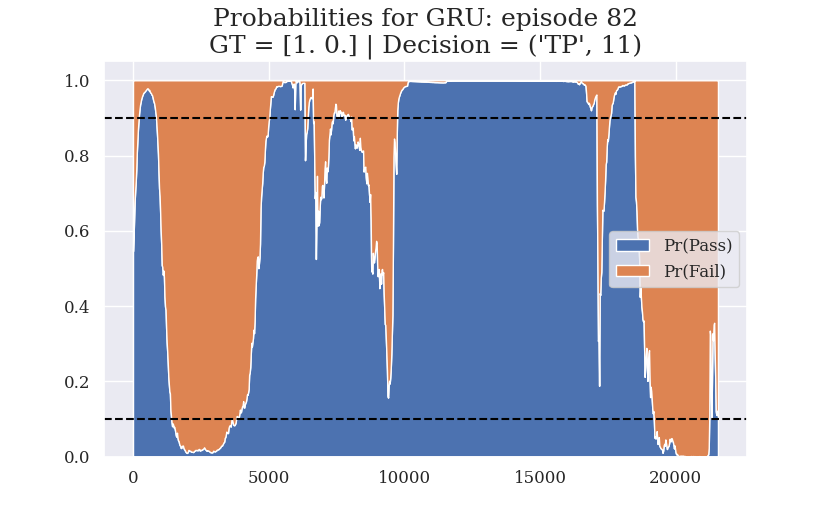 Probabilities for GRU: episode 82
GT = [1. 0.] | Decision = ('TP', 11)
1.0
0.8
0.6
0.4
0.2
0.0
Pr(Pass)
Pr(Fail)
0
5000
10000
15000
20000